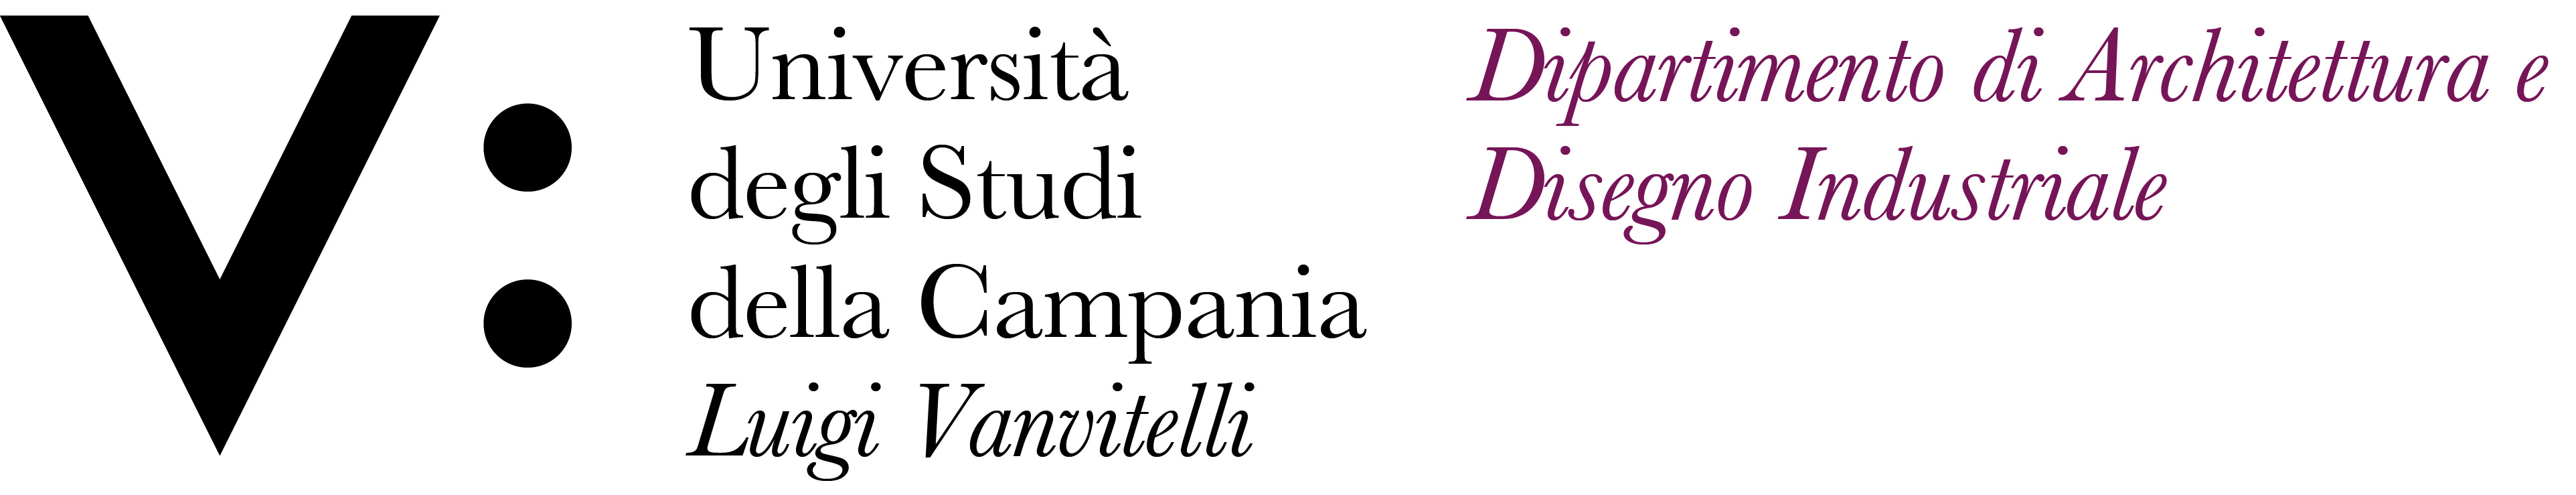 V:
Università
degli Studi
della Campania
Luigi Vanvitelli
Dipartimento di Architettura e
Disegno Industriale